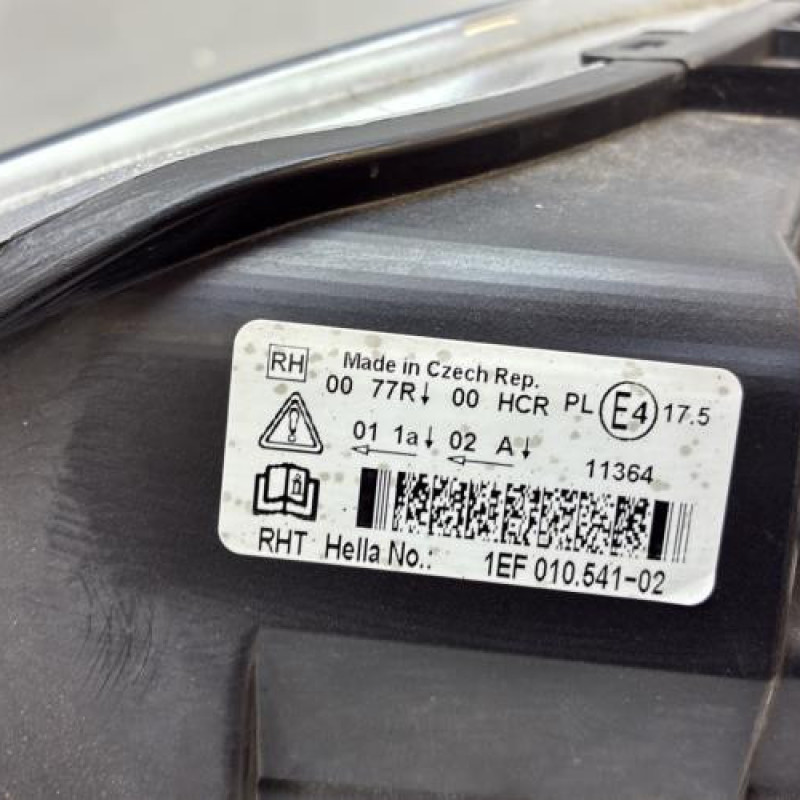 RH Made in Czech Rep.
00 77R↓ 00 HCR PL E4 17.5
01 1a↓ 02 A↓
11364
RHT Hella No.: 1EF 010.541-02